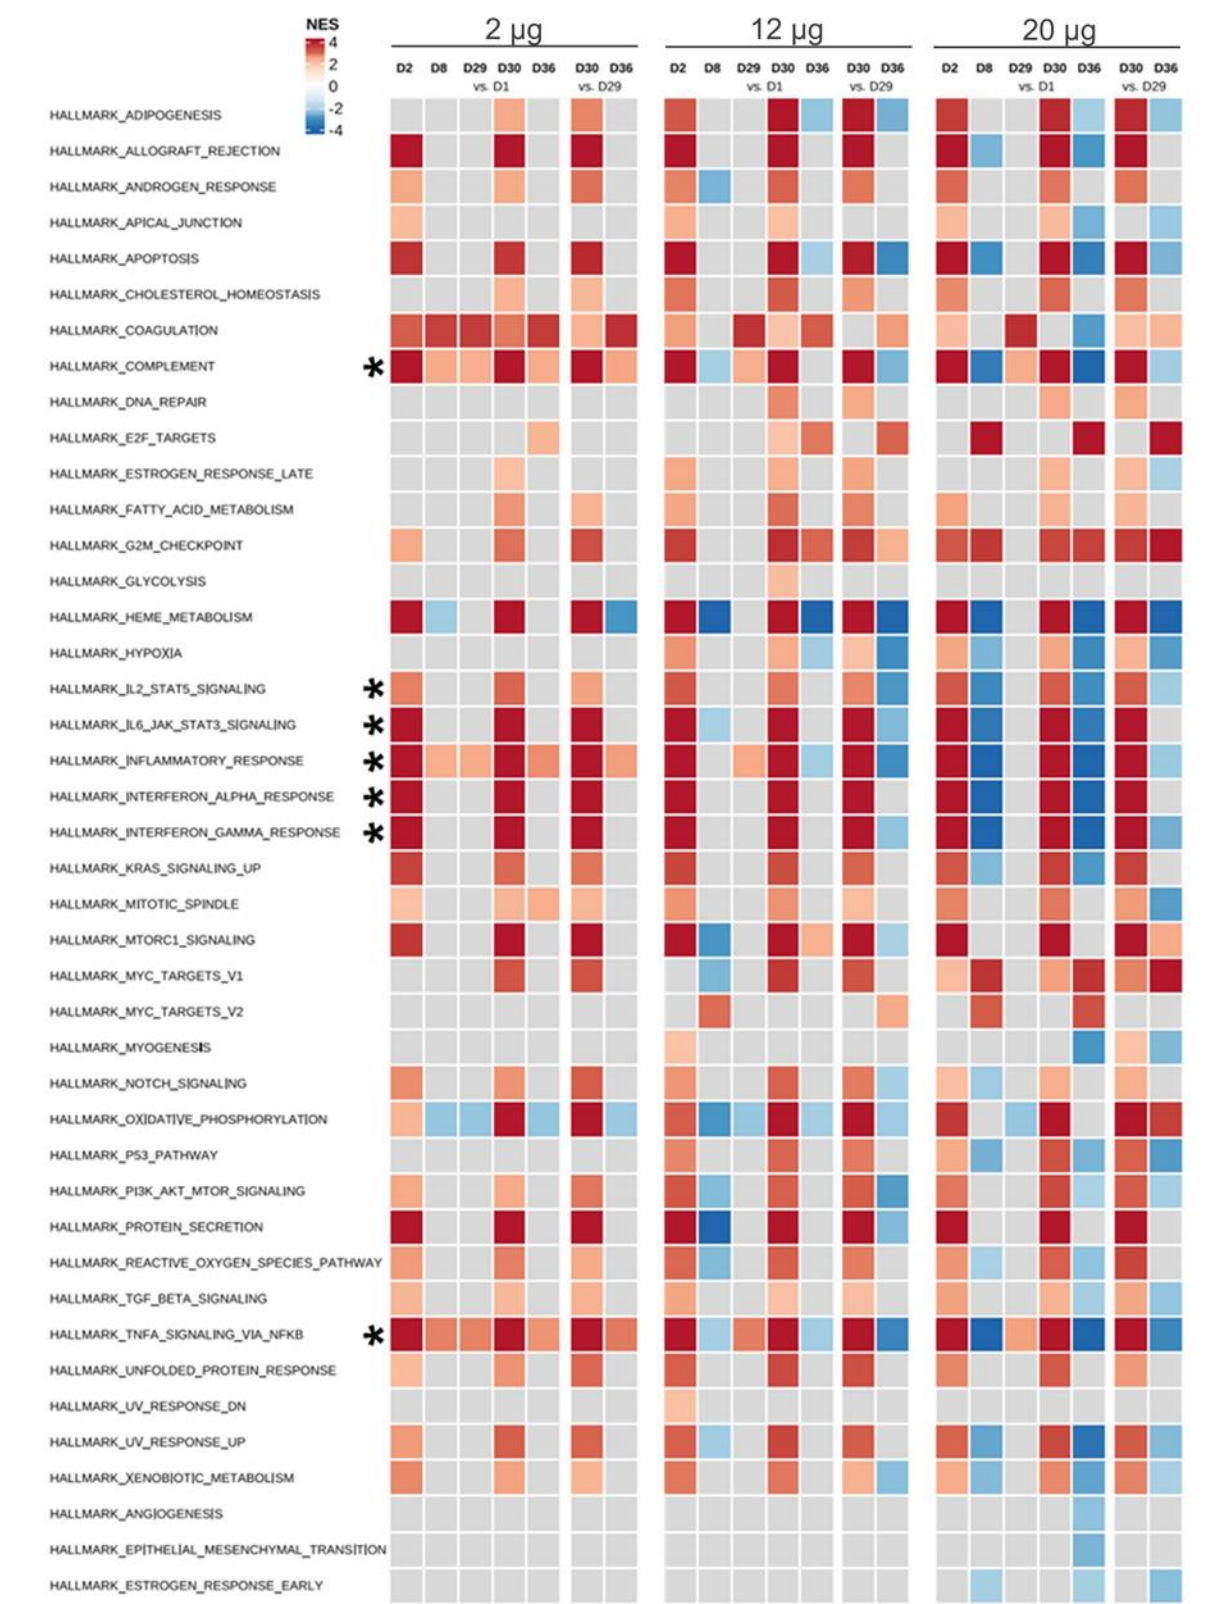 NES
4
2
0
-2
-4
2 µg
12 µg
20 µg
D2 D8 D29 D30 D36 D30 D36
vs. D1 vs. D29
D2 D8 D29 D30 D36 D30 D36
vs. D1 vs. D29
D2 D8 D29 D30 D36 D30 D36
vs. D1 vs. D29
HALLMARK_ADIPOGENESIS
HALLMARK_ALLOGRAFT_REJECTION
HALLMARK_ANDROGEN_RESPONSE
HALLMARK_APICAL_JUNCTION
HALLMARK_APOPTOSIS
HALLMARK_CHOLESTEROL_HOMEOSTASIS
HALLMARK_COAGULATION
HALLMARK_COMPLEMENT *
HALLMARK_DNA_REPAIR
HALLMARK_E2F_TARGETS
HALLMARK_ESTROGEN_RESPONSE_LATE
HALLMARK_FATTY_ACID_METABOLISM
HALLMARK_G2M_CHECKPOINT
HALLMARK_GLYCOLYSIS
HALLMARK_HEME_METABOLISM
HALLMARK_HYPOXIA
HALLMARK_IL2_STAT5_SIGNALING *
HALLMARK_IL6_JAK_STAT3_SIGNALING *
HALLMARK_INFLAMMATORY_RESPONSE *
HALLMARK_INTERFERON_ALPHA_RESPONSE *
HALLMARK_INTERFERON_GAMMA_RESPONSE *
HALLMARK_KRAS_SIGNALING_UP
HALLMARK_MITOTIC_SPINDLE
HALLMARK_MTORC1_SIGNALING
HALLMARK_MYC_TARGETS_V1
HALLMARK_MYC_TARGETS_V2
HALLMARK_MYOGENESIS
HALLMARK_NOTCH_SIGNALING
HALLMARK_OXIDATIVE_PHOSPHORYLATION
HALLMARK_P53_PATHWAY
HALLMARK_PI3K_AKT_MTOR_SIGNALING
HALLMARK_PROTEIN_SECRETION
HALLMARK_REACTIVE_OXYGEN_SPECIES_PATHWAY
HALLMARK_TGF_BETA_SIGNALING
HALLMARK_TNFA_SIGNALING_VIA_NFKB *
HALLMARK_UNFOLDED_PROTEIN_RESPONSE
HALLMARK_UV_RESPONSE_DN
HALLMARK_UV_RESPONSE_UP
HALLMARK_XENOBIOTIC_METABOLISM
HALLMARK_ANGIOGENESIS
HALLMARK_EPITHELIAL_MESENCHYMAL_TRANSITION
HALLMARK_ESTROGEN_RESPONSE_EARLY